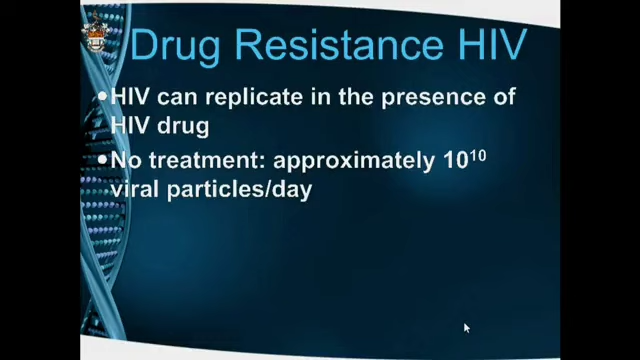 Drug Resistance HIV
•HIV can replicate in the presence of
HIV drug
•No treatment: approximately 10¹⁰
viral particles/day